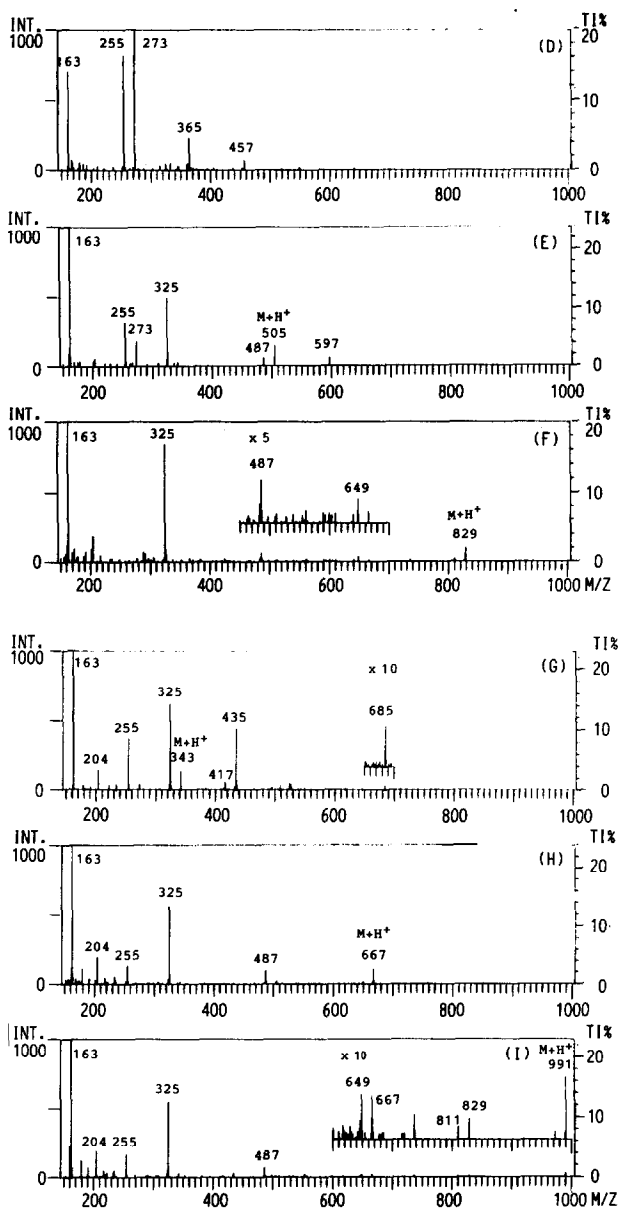 INT. TI%
1000 163 255 273 (D) 20
10
365
457
0 200 400 600 800 1000 0
INT. TI%
1000 163 (E) 20
325
255 M+H+ 10
273 505
487 597
0 200 400 600 800 1000 0
INT. TI%
1000 163 325 x 5 (F) 20
487
649 M+H+ 10
829
0 200 400 600 800 1000 M/Z 0
INT. TI%
1000 163 (G) 20
325 x 10
255 435 685
M+H+ 10
204 343
417
0 200 400 600 800 1000 0
INT. TI%
1000 163 (H) 20
325
M+H+ 10
204 255 487 667
0 200 400 600 800 1000 0
INT. TI%
1000 163 x 10 (I) M+H+ 20
991
325 649 667
811 829 10
204 255 487
0 200 400 600 800 1000 M/Z 0